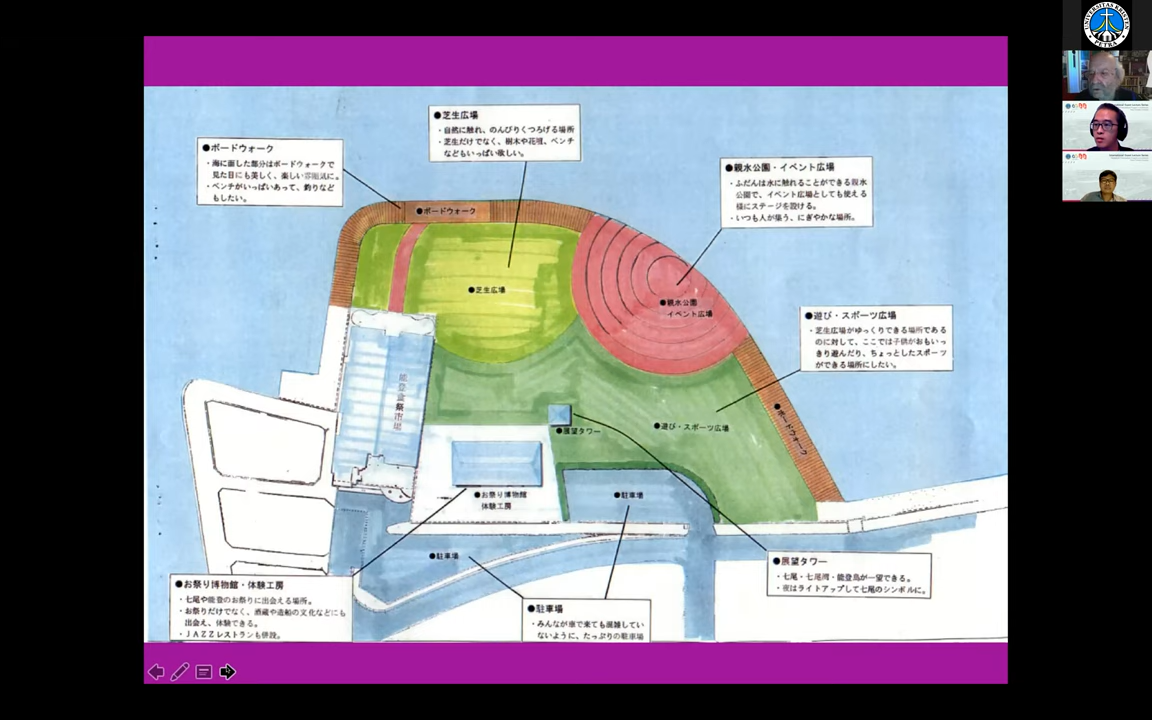 ●芝生広場
・自然に触れ、のんびりくつろげる場所
・芝生だけでなく、樹木や花壇、ベンチ
などもいっぱい欲しい。
●ボードウォーク
・海に面した部分はボードウォークで
見た目にも美しく、楽しい雰囲気に。
・ベンチがいっぱいあって、釣りなど
もしたい。
●親水公園・イベント広場
・ふだんは水に触れることができる親水
公園で、イベント広場としても使える
様にステージを設ける。
・いつも人が集う、にぎやかな場所。
●ボードウォーク
●芝生広場
●親水公園
イベント広場
●遊び・スポーツ広場
・芝生広場がゆっくりできる場所である
のに対して、ここでは子供がおもいっ
きり遊んだり、ちょっとしたスポーツ
ができる場所にしたい。
能登食祭市場
●ボードウォーク
●展望タワー
●遊び・スポーツ広場
●お祭り博物館
体験工房
●駐車場
●駐車場
●展望タワー
・七尾・七尾湾・能登島が一望できる。
・夜はライトアップして七尾のシンボルに。
●お祭り博物館・体験工房
・七尾や能登のお祭りに出会える場所。
・お祭りだけでなく、酒蔵や造船の文化などにも
出会え、体験できる。
・ＪＡＺＺレストランも併設。
●駐車場
・みんなが車で来ても混雑してい
ないように、たっぷりの駐車場
UNIVERSITAS KRISTEN
PETRA